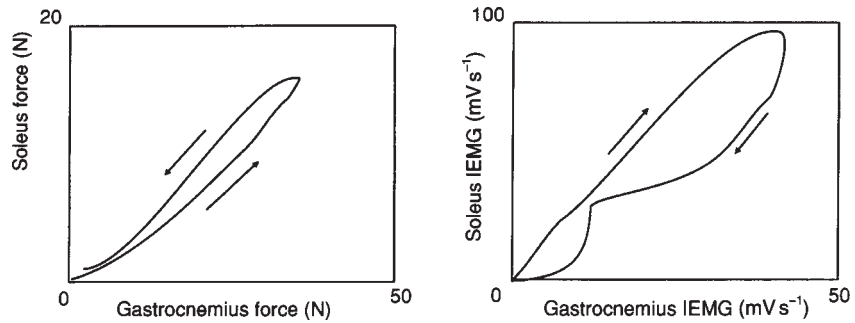 20
Soleus force (N)
0
Gastrocnemius force (N)
50
100
Soleus IEMG (mV s⁻¹)
0
Gastrocnemius IEMG (mV s⁻¹)
50